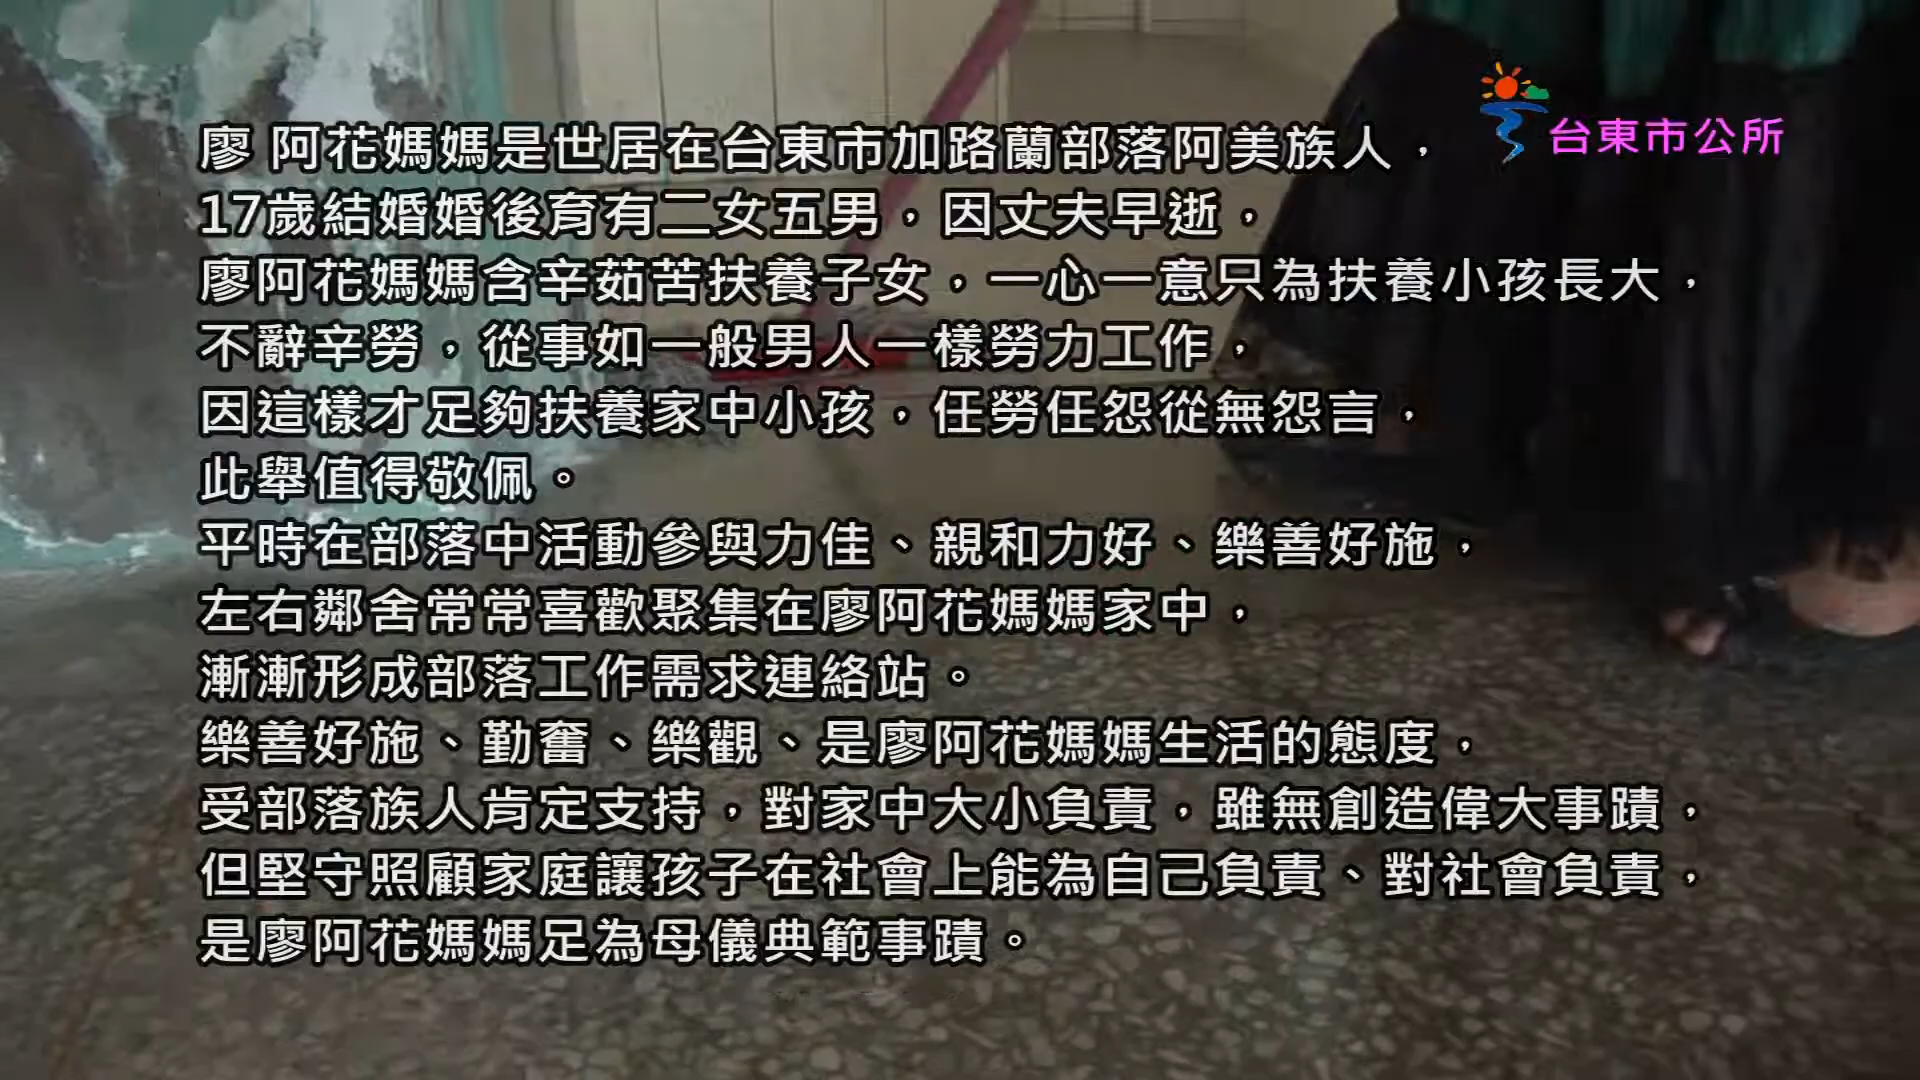 台東市公所
廖 阿花媽媽是世居在台東市加路蘭部落阿美族人，
17歲結婚婚後育有二女五男，因丈夫早逝，
廖阿花媽媽含辛茹苦扶養子女，一心一意只為扶養小孩長大，
不辭辛勞，從事如一般男人一樣勞力工作，
因這樣才足夠扶養家中小孩，任勞任怨從無怨言，
此舉值得敬佩。
平時在部落中活動參與力佳、親和力好、樂善好施，
左右鄰舍常常喜歡聚集在廖阿花媽媽家中，
漸漸形成部落工作需求連絡站。
樂善好施、勤奮、樂觀、是廖阿花媽媽生活的態度，
受部落族人肯定支持，對家中大小負責，雖無創造偉大事蹟，
但堅守照顧家庭讓孩子在社會上能為自己負責、對社會負責，
是廖阿花媽媽足為母儀典範事蹟。